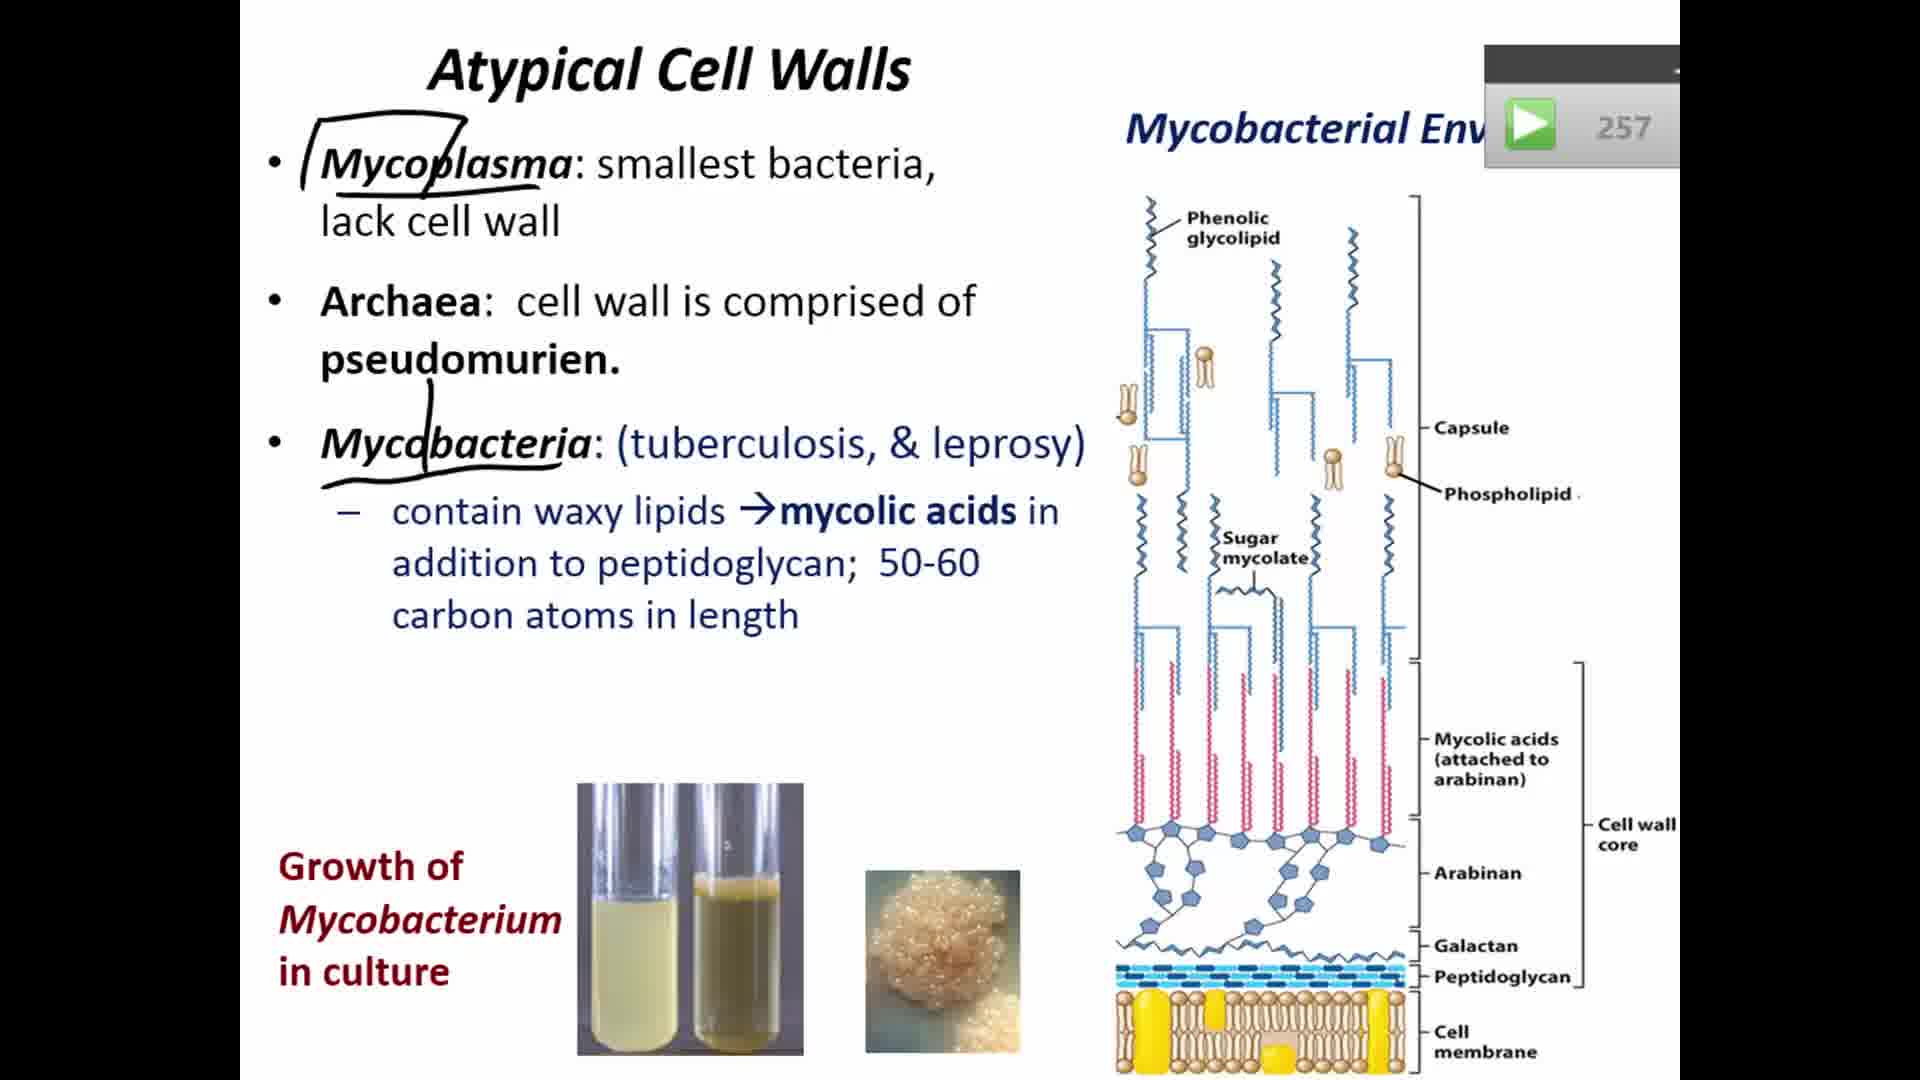 Atypical Cell Walls
• Mycoplasma: smallest bacteria,
lack cell wall
• Archaea: cell wall is comprised of
pseudomurien.
• Mycobacteria: (tuberculosis, & leprosy)
– contain waxy lipids →mycolic acids in
addition to peptidoglycan; 50-60
carbon atoms in length
Growth of
Mycobacterium
in culture
Mycobacterial Env
257
Phenolic
glycolipid
Capsule
Phospholipid
Sugar
mycolate
Mycolic acids
(attached to
arabinan)
Cell wall
core
Arabinan
Galactan
Peptidoglycan
Cell
membrane